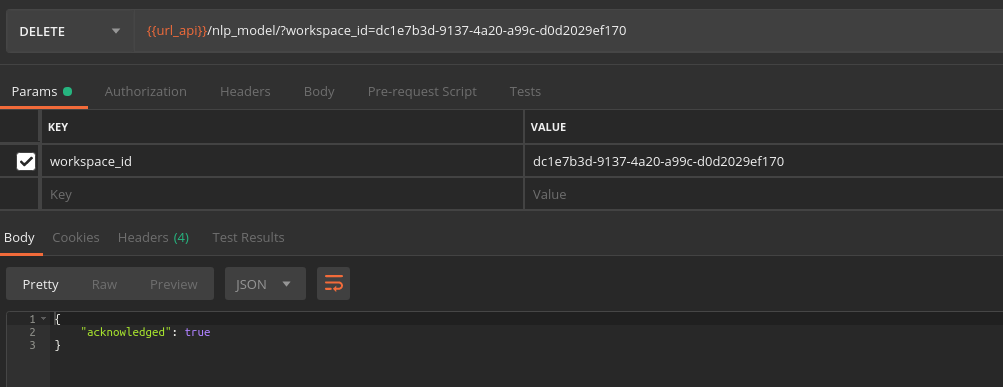 DELETE {{url_api}}/nlp_model/?workspace_id=dc1e7b3d-9137-4a20-a99c-d0d2029ef170
Params Authorization Headers Body Pre-request Script Tests
KEY VALUE
workspace_id dc1e7b3d-9137-4a20-a99c-d0d2029ef170
Key Value
Body Cookies Headers (4) Test Results
Pretty Raw Preview JSON
1 {
2 "acknowledged": true
3 }